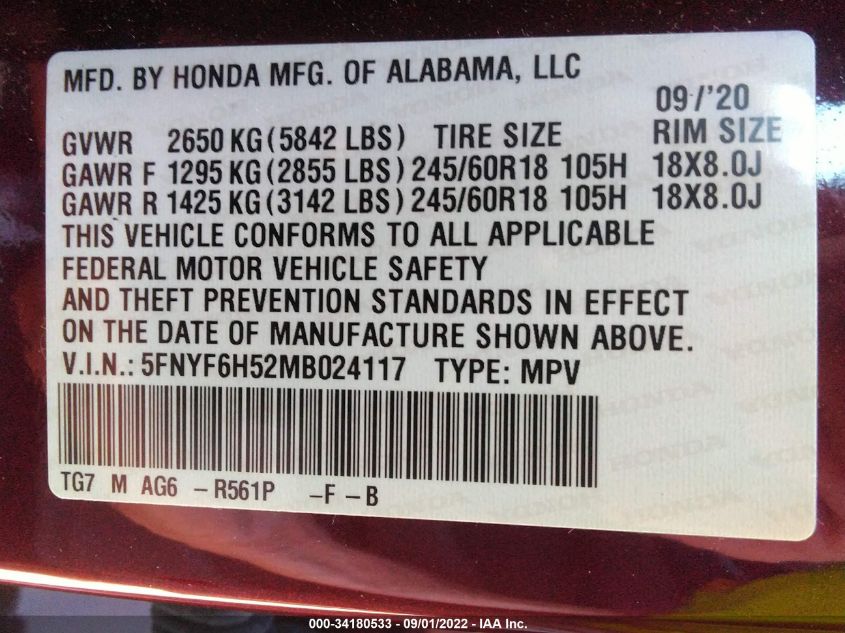 MFD. BY HONDA MFG. OF ALABAMA, LLC
09/'20
GVWR 2650 KG (5842 LBS) TIRE SIZE RIM SIZE
GAWR F 1295 KG (2855 LBS) 245/60R18 105H 18X8.0J
GAWR R 1425 KG (3142 LBS) 245/60R18 105H 18X8.0J
THIS VEHICLE CONFORMS TO ALL APPLICABLE
FEDERAL MOTOR VEHICLE SAFETY
AND THEFT PREVENTION STANDARDS IN EFFECT
ON THE DATE OF MANUFACTURE SHOWN ABOVE.
V.I.N.: 5FNYF6H52MB024117 TYPE: MPV
TG7 M AG6 -R561P -F-B
000-34180533 - 09/01/2022 - IAA Inc.